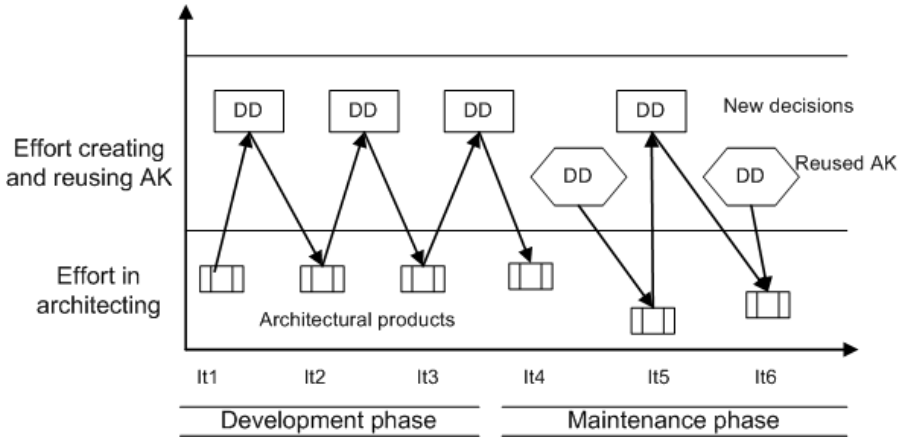 DD
DD
DD
DD
New decisions
Effort creating
and reusing AK
DD
DD
Reused AK
Effort in
architecting
Architectural products
It1
It2
It3
It4
It5
It6
Development phase
Maintenance phase